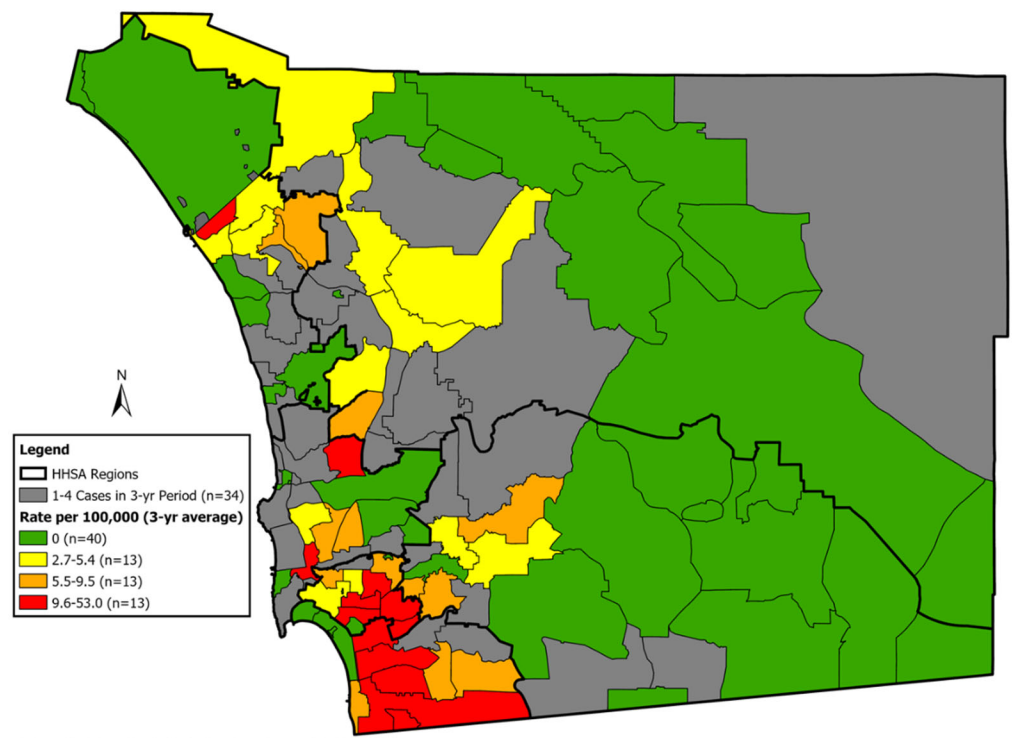 N
Legend
HHSA Regions
1-4 Cases in 3-yr Period (n=34)
Rate per 100,000 (3-yr average)
0 (n=40)
2.7-5.4 (n=13)
5.5-9.5 (n=13)
9.6-53.0 (n=13)